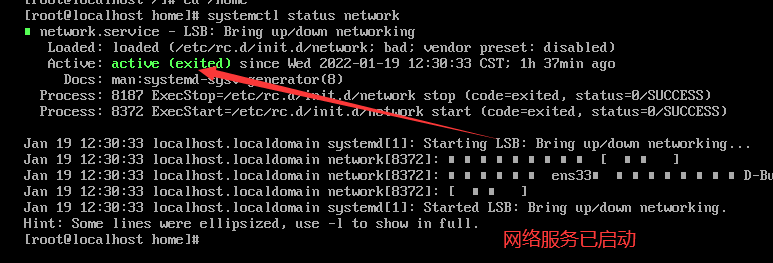 [root@localhost home]# systemctl status network
network.service - LSB: Bring up/down networking
Loaded: loaded (/etc/rc.d/init.d/network; bad; vendor preset: disabled)
Active: active (exited) since Wed 2022-01-19 12:30:33 CST; 1h 37min ago
Docs: man:systemd-sysv-generator(8)
Process: 8187 ExecStop=/etc/rc.d/init.d/network stop (code=exited, status=0/SUCCESS)
Process: 8372 ExecStart=/etc/rc.d/init.d/network start (code=exited, status=0/SUCCESS)
Jan 19 12:30:33 localhost.localdomain systemd[1]: Starting LSB: Bring up/down networking...
Jan 19 12:30:33 localhost.localdomain network[8372]: [ ]
Jan 19 12:30:33 localhost.localdomain network[8372]: ens33 D-Bu
Jan 19 12:30:33 localhost.localdomain network[8372]: [ ]
Jan 19 12:30:33 localhost.localdomain systemd[1]: Started LSB: Bring up/down networking.
Hint: Some lines were ellipsized, use -l to show in full.
[root@localhost home]#
网络服务已启动